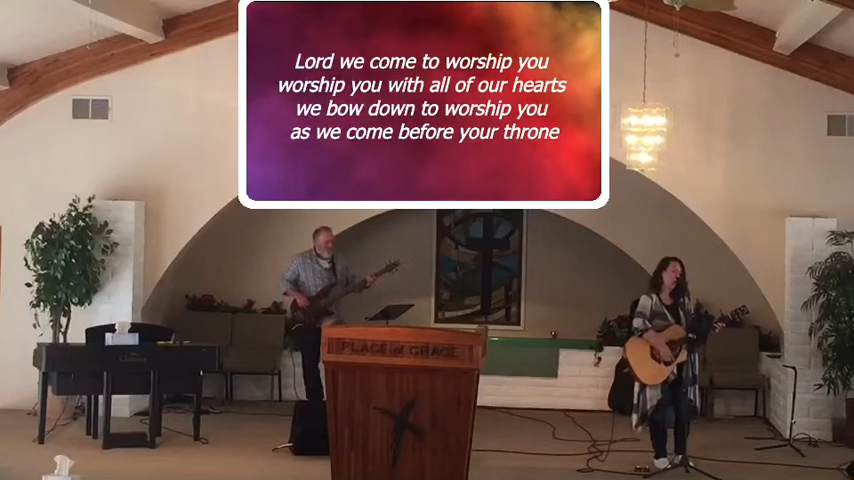 Lord we come to worship you
worship you with all of our hearts
we bow down to worship you
as we come before your throne
PLACE of GRACE